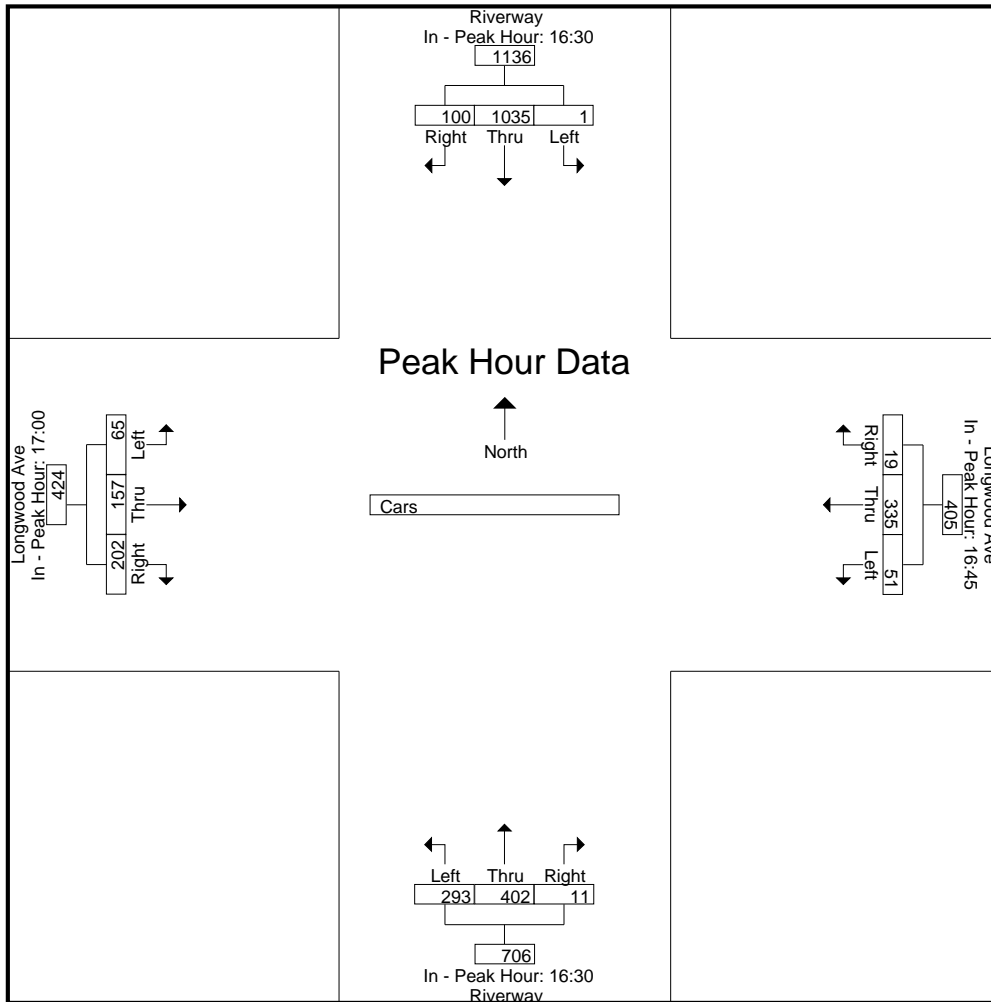 Riverway
In - Peak Hour: 16:30
1136
100 1035 1
Right Thru Left
Peak Hour Data
North
Cars
Longwood Ave
In - Peak Hour: 17:00
424
65 157 202
Left Thru Right
Longwood Ave
In - Peak Hour: 16:45
405
19 335 51
Right Thru Left
Left Thru Right
293 402 11
706
In - Peak Hour: 16:30
Riverway